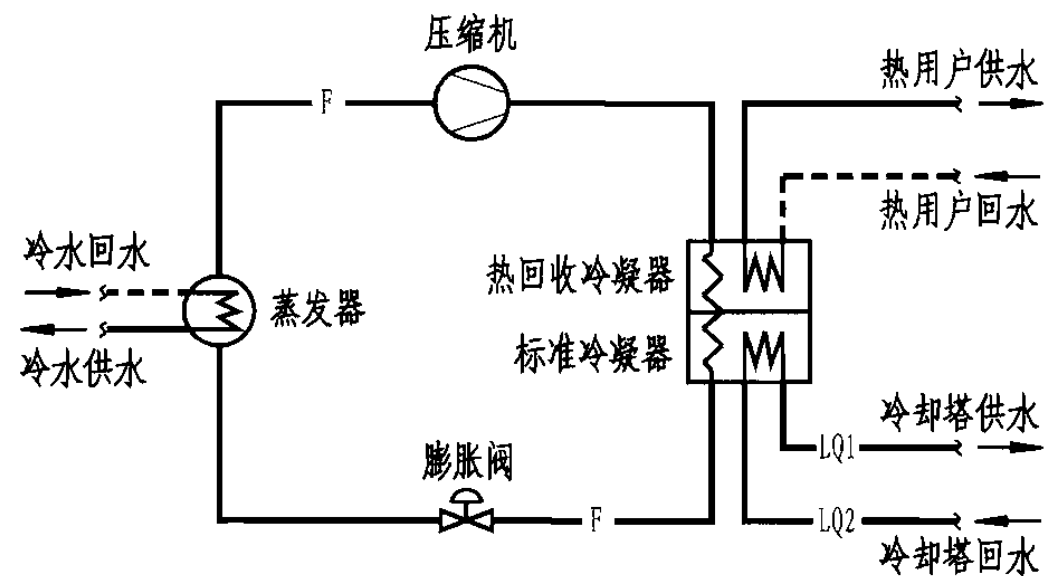 压缩机
热用户供水
F
热用户回水
冷水回水
热回收冷凝器
蒸发器
标准冷凝器
冷水供水
冷却塔供水
膨胀阀
LQ1
F
LQ2
冷却塔回水